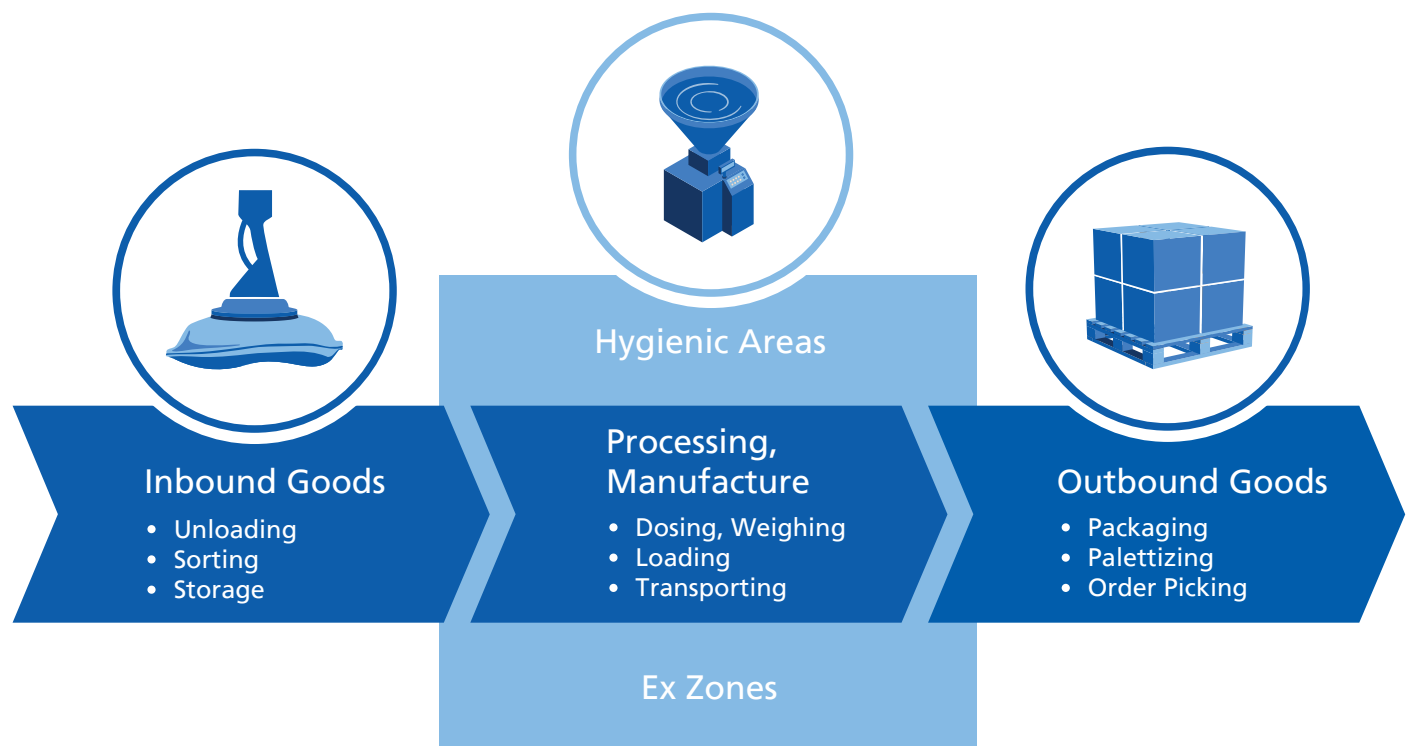 Hygienic Areas
Inbound Goods
• Unloading
• Sorting
• Storage
Processing,
Manufacture
• Dosing, Weighing
• Loading
• Transporting
Outbound Goods
• Packaging
• Palettizing
• Order Picking
Ex Zones